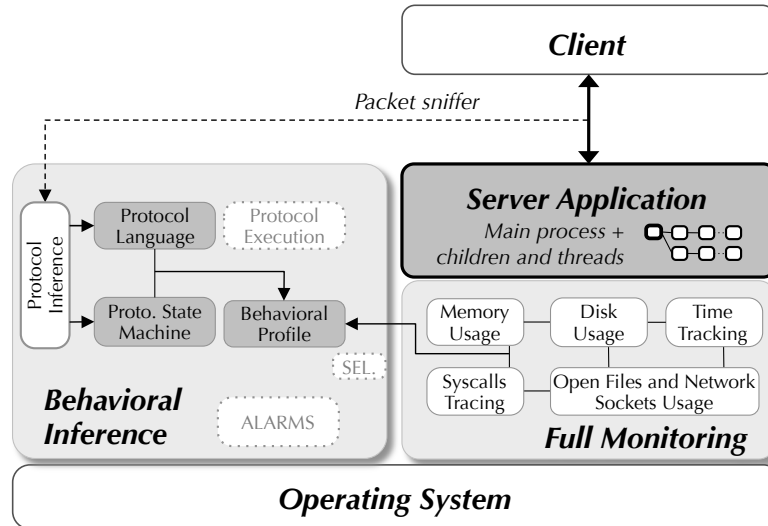 Client
Packet sniffer
Server Application
Main process +
children and threads
Protocol
Inference
Protocol
Language
Protocol
Execution
Proto. State
Machine
Behavioral
Profile
SEL.
ALARMS
Behavioral
Inference
Memory
Usage
Disk
Usage
Time
Tracking
Syscalls
Tracing
Open Files and Network
Sockets Usage
Full Monitoring
Operating System